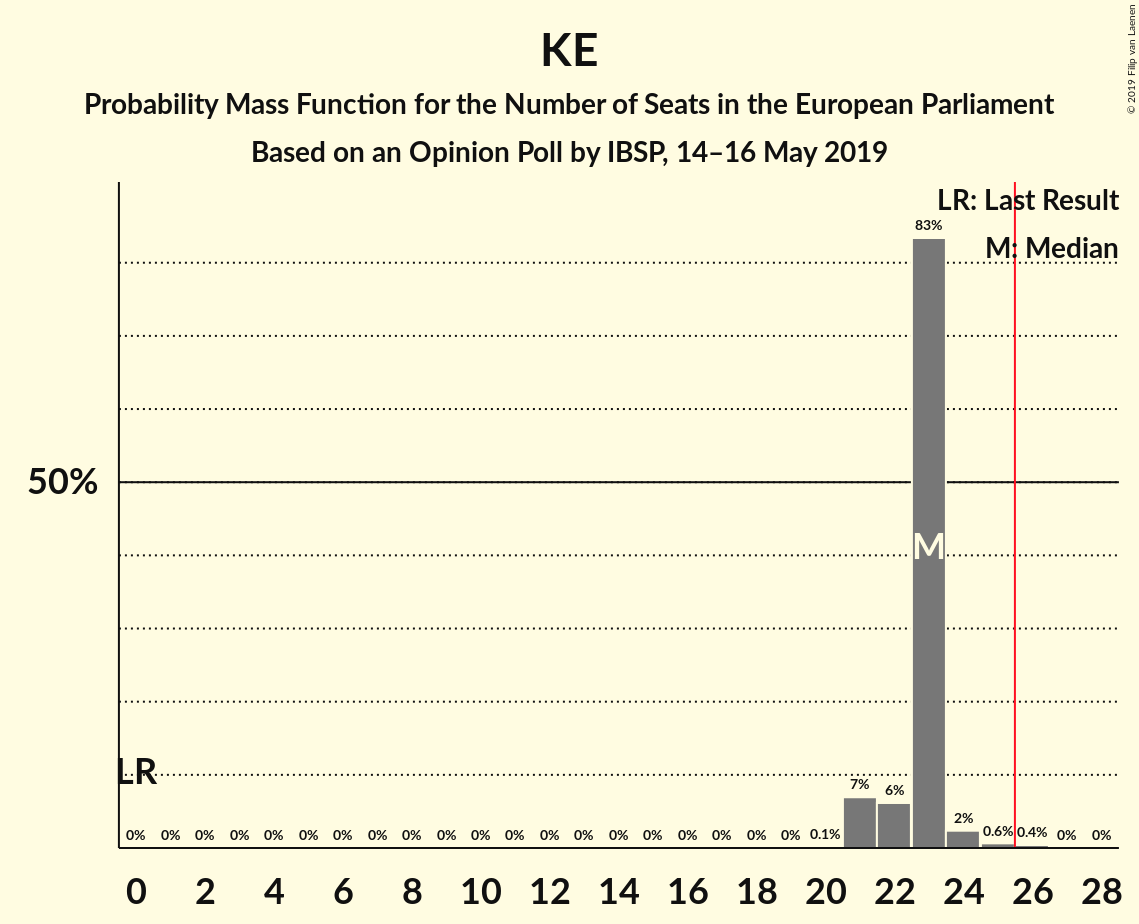 KE
Probability Mass Function for the Number of Seats in the European Parliament
Based on an Opinion Poll by IBSP, 14–16 May 2019
© 2019 Filip van Laenen
LR: Last Result
M: Median
83%
50%
M
LR
7%
6%
2%
0% 0% 0% 0% 0% 0% 0% 0% 0% 0% 0% 0% 0% 0% 0% 0% 0% 0% 0% 0% 0.1% 0.6% 0.4% 0% 0%
0 2 4 6 8 10 12 14 16 18 20 22 24 26 28